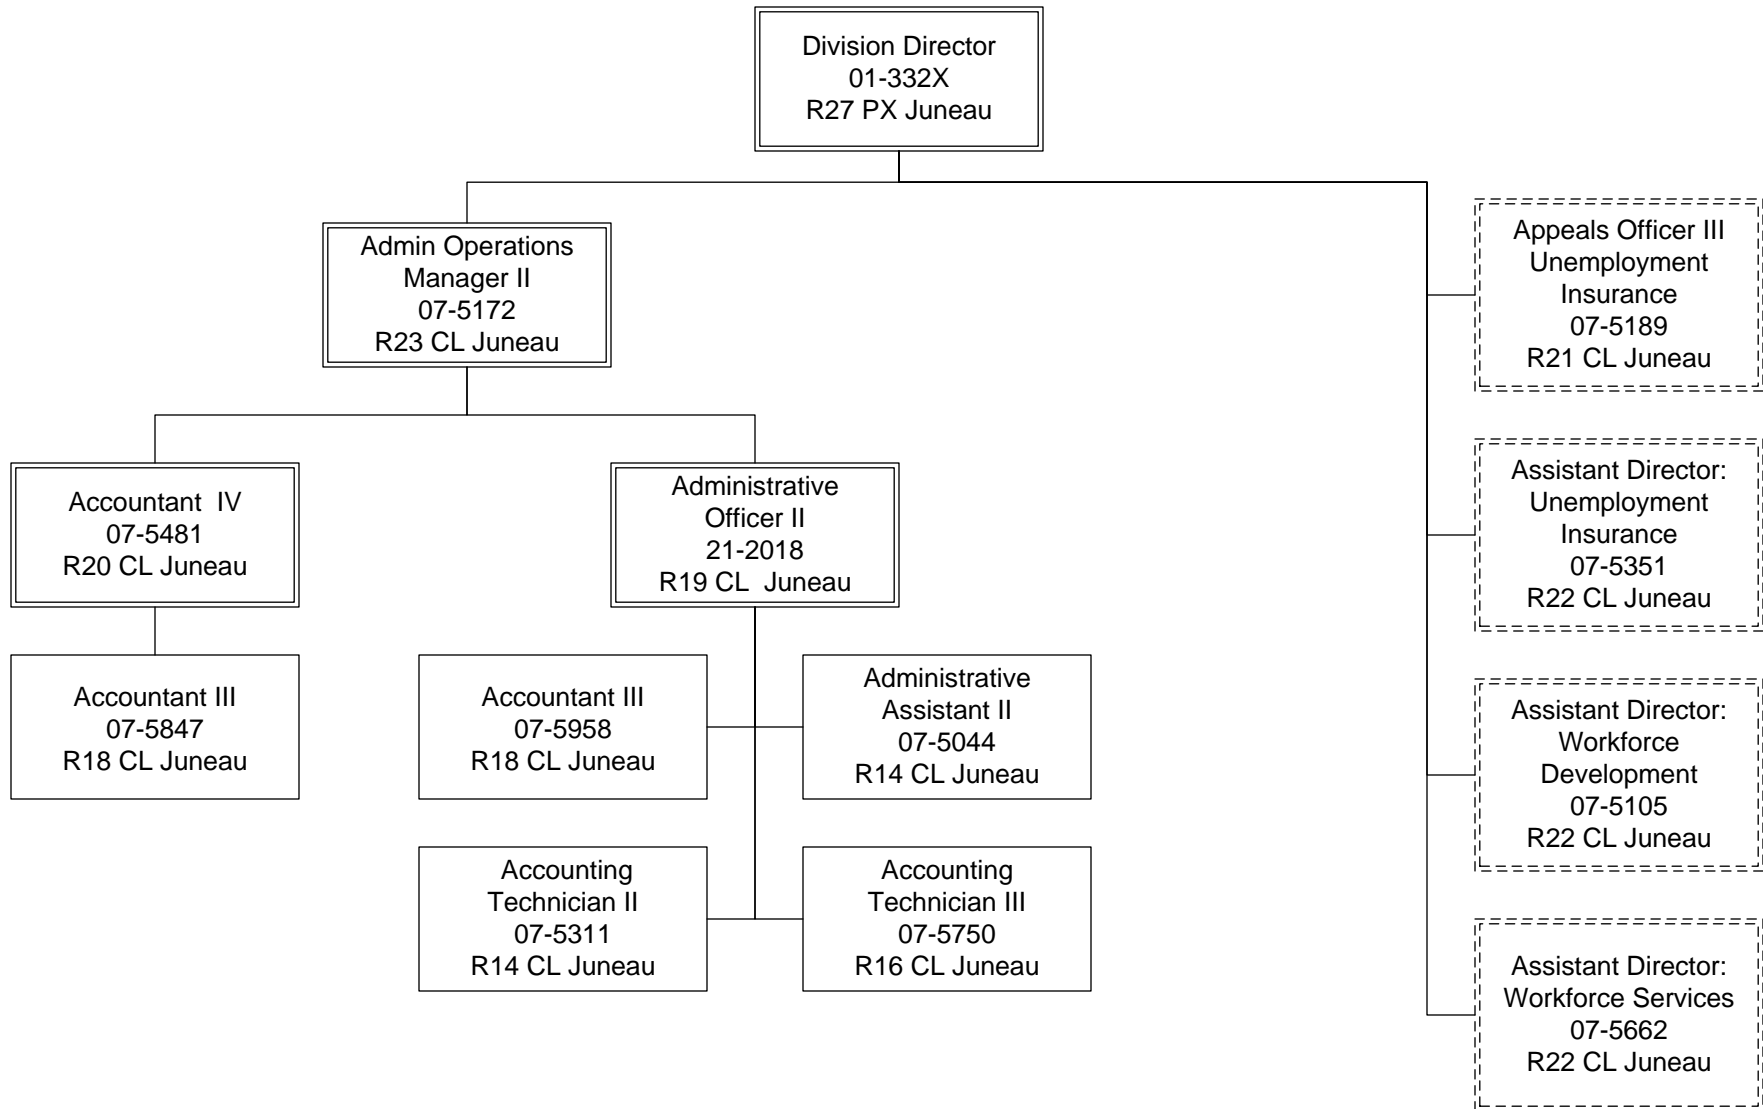 Division Director
01-332X
R27 PX Juneau
Admin Operations
Manager II
07-5172
R23 CL Juneau
Appeals Officer III
Unemployment
Insurance
07-5189
R21 CL Juneau
Accountant  IV
07-5481
R20 CL Juneau
Administrative
Officer II
21-2018
R19 CL  Juneau
Assistant Director:
Unemployment
Insurance
07-5351
R22 CL Juneau
Accountant III
07-5847
R18 CL Juneau
Accountant III
07-5958
R18 CL Juneau
Administrative
Assistant II
07-5044
R14 CL Juneau
Assistant Director:
Workforce
Development
07-5105
R22 CL Juneau
Accounting
Technician II
07-5311
R14 CL Juneau
Accounting
Technician III
07-5750
R16 CL Juneau
Assistant Director:
Workforce Services
07-5662
R22 CL Juneau